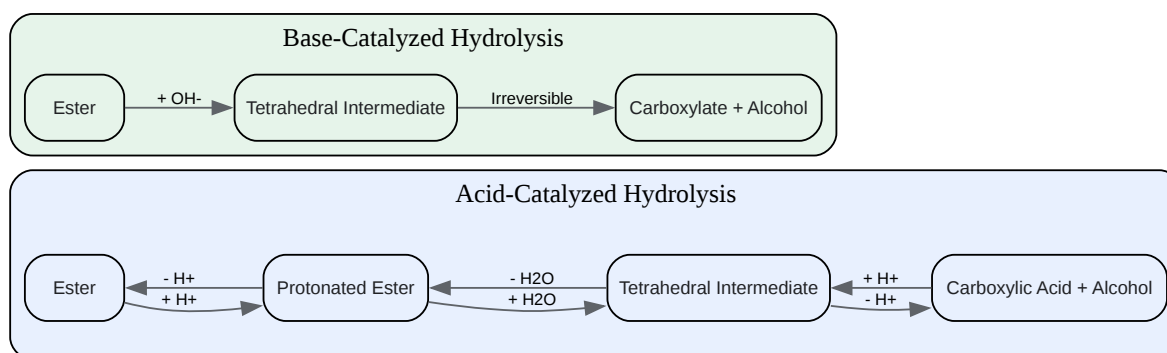 Base-Catalyzed Hydrolysis
Ester
+ OH-
Tetrahedral Intermediate
Irreversible
Carboxylate + Alcohol
Acid-Catalyzed Hydrolysis
Ester
- H+
+ H+
Protonated Ester
- H2O
+ H2O
Tetrahedral Intermediate
+ H+
- H+
Carboxylic Acid + Alcohol